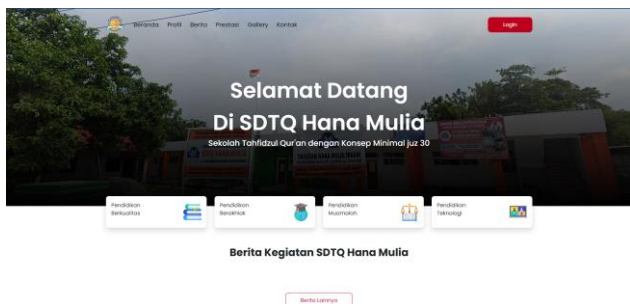 Beranda Profil Berita Prestasi Gallery Kontak
Login
Selamat Datang
Di SDTQ Hana Mulia
Sekolah Tahfidzul Qur'an dengan Konsep Minimal juz 30
Pendidikan
Berkualitas
Pendidikan
Berakhlak
Pendidikan
Muamalah
Pendidikan
Teknologi
Berita Kegiatan SDTQ Hana Mulia
Berita Lainnya